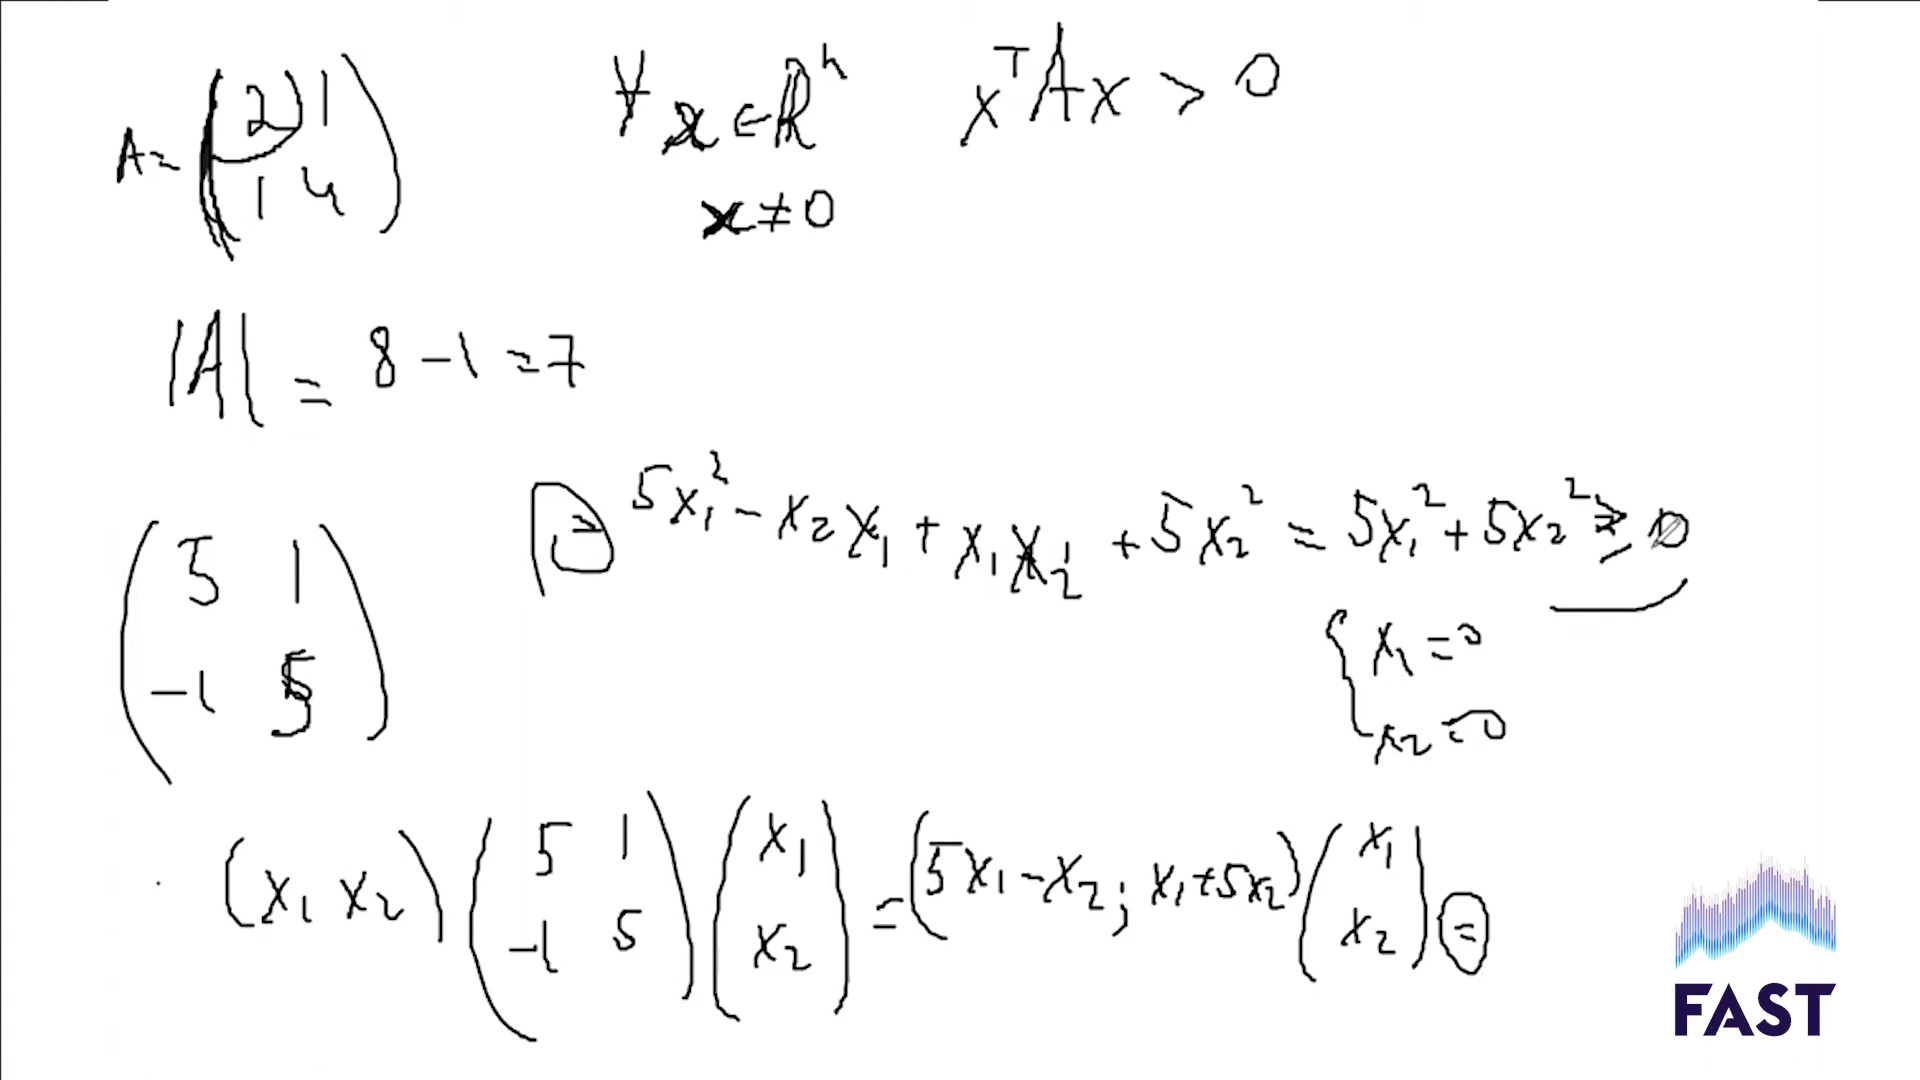 A = ( 2 1 ∀ x ∈ ℝⁿ xᵀAx > 0
1 4 ) x ≠ 0
|A| = 8 - 1 = 7
= 5x₁² - x₂x₁ + x₁x₂ + 5x₂² = 5x₁² + 5x₂² ≥ 0
( 5 1
-1 5 )
{ x₁ = 0
x₂ = 0
(x₁ x₂) ( 5 1 ( x₁ = (5x₁ - x₂; x₁ + 5x₂) ( x₁
-1 5 ) x₂ ) x₂ ) =
FAST